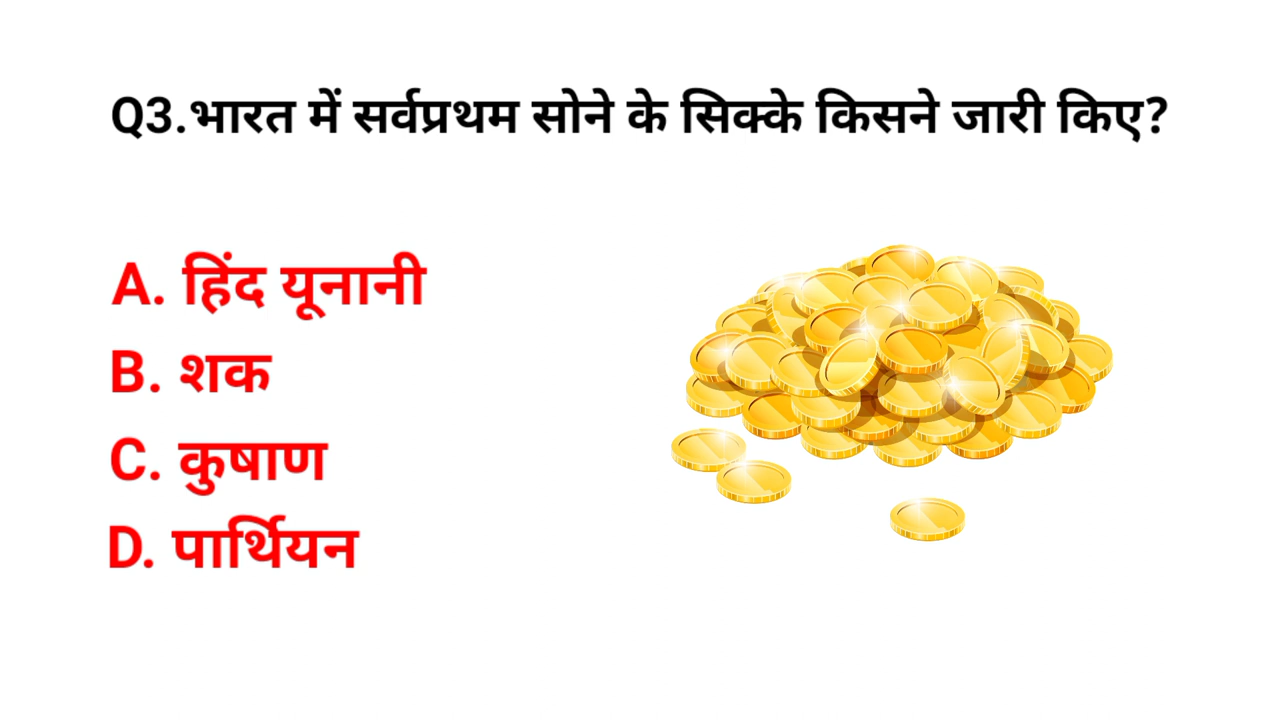 Q3.भारत में सर्वप्रथम सोने के सिक्के किसने जारी किए?
A. हिंद यूनानी
B. शक
C. कुषाण
D. पार्थियन